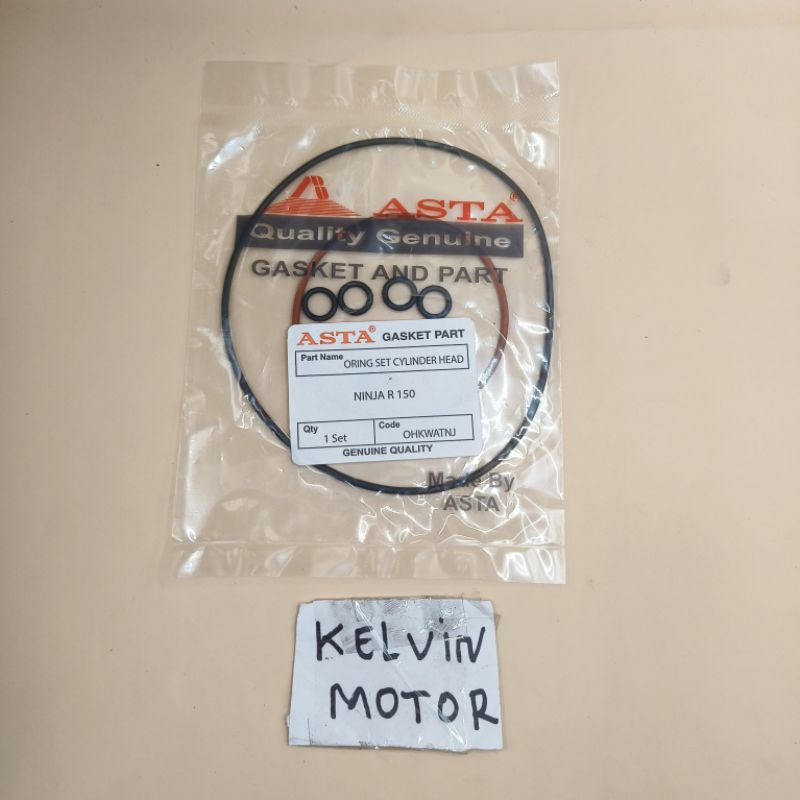 ASTA®
Quality Genuine
GASKET AND PART
ASTA® GASKET PART
Part Name ORING SET CYLINDER HEAD
NINJA R 150
Qty 1 Set Code OHKWATNJ
GENUINE QUALITY
Made By
ASTA
KELViN
MOTOR